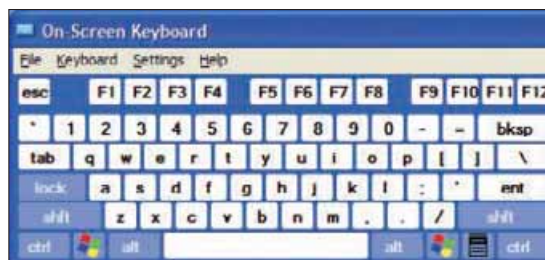 On-Screen Keyboard
File Keyboard Settings Help
esc F1 F2 F3 F4 F5 F6 F7 F8 F9 F10 F11 F12
` 1 2 3 4 5 6 7 8 9 0 - = bksp
tab q w e r t y u i o p [ ] \
lock a s d f g h j k l ; ' ent
shft z x c v b n m , . / shft
ctrl alt alt ctrl